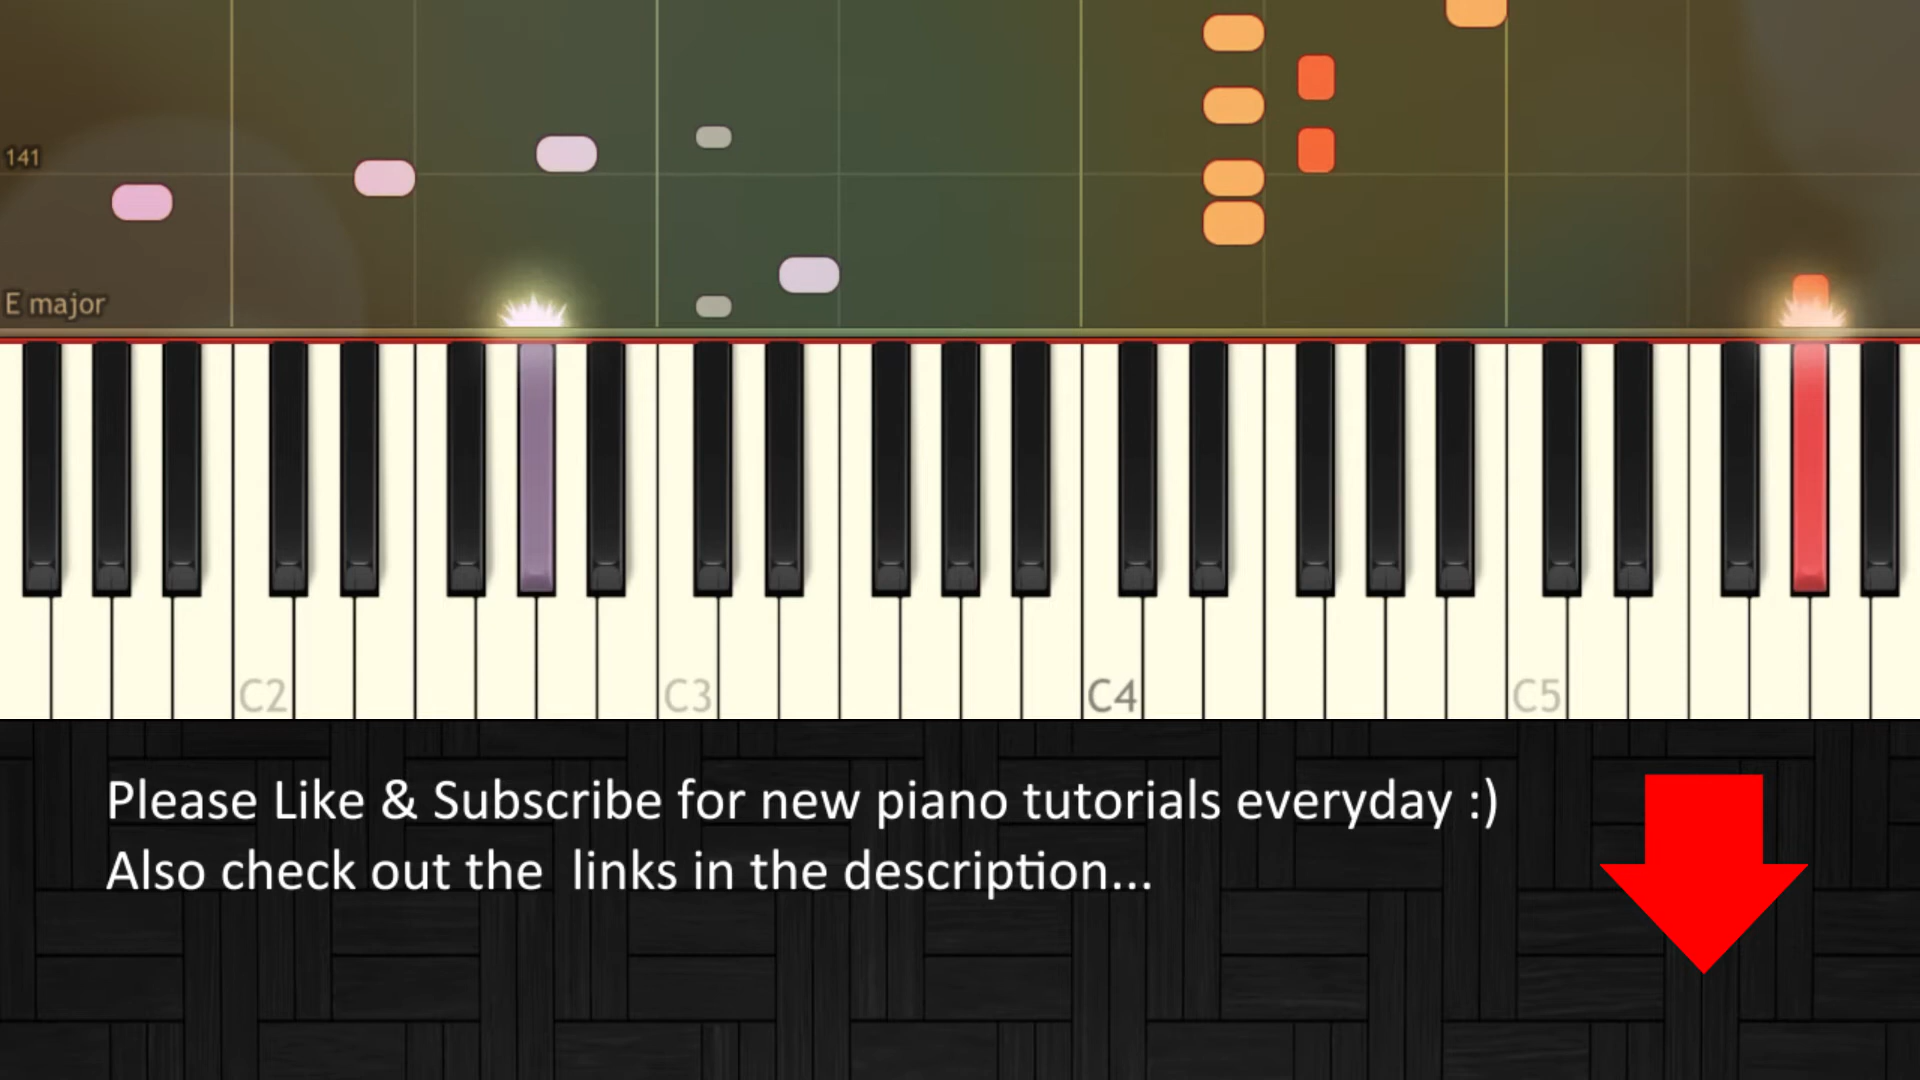 141
E major
C2
C3
C4
C5
Please Like & Subscribe for new piano tutorials everyday :)
Also check out the  links in the description...